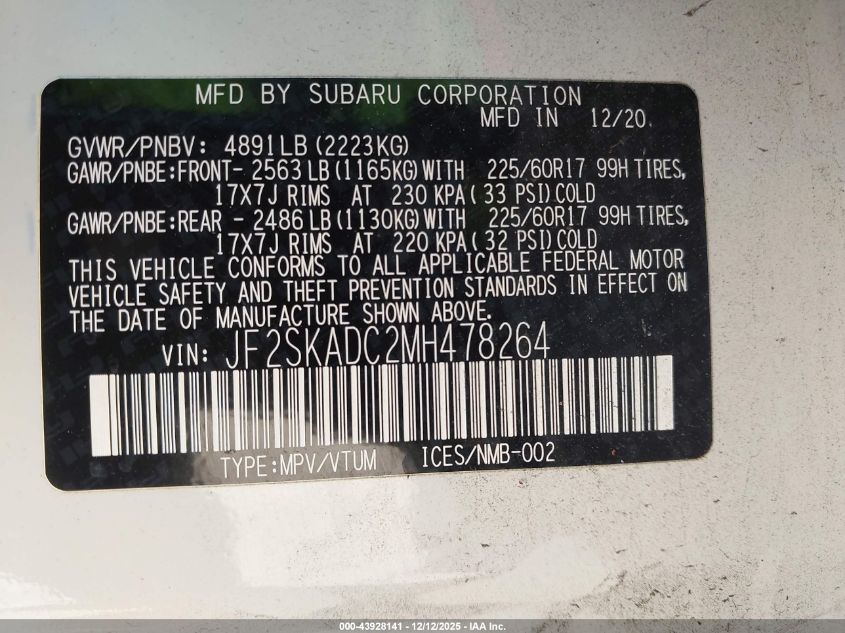 MFD BY SUBARU CORPORATION
MFD IN 12/20
GVWR/PNBV: 4891LB(2223KG)
GAWR/PNBE:FRONT- 2563LB(1165KG)WITH 225/60R17 99H TIRES,
17X7J RIMS AT 230 KPA(33 PSI)COLD
GAWR/PNBE:REAR - 2486LB(1130KG)WITH 225/60R17 99H TIRES,
17X7J RIMS AT 220 KPA(32 PSI)COLD
THIS VEHICLE CONFORMS TO ALL APPLICABLE FEDERAL MOTOR
VEHICLE SAFETY AND THEFT PREVENTION STANDARDS IN EFFECT ON
THE DATE OF MANUFACTURE SHOWN ABOVE.
VIN: JF2SKADC2MH478264
TYPE:MPV/VTUM ICES/NMB-002
000-43928141 - 12/12/2025 - IAA Inc.